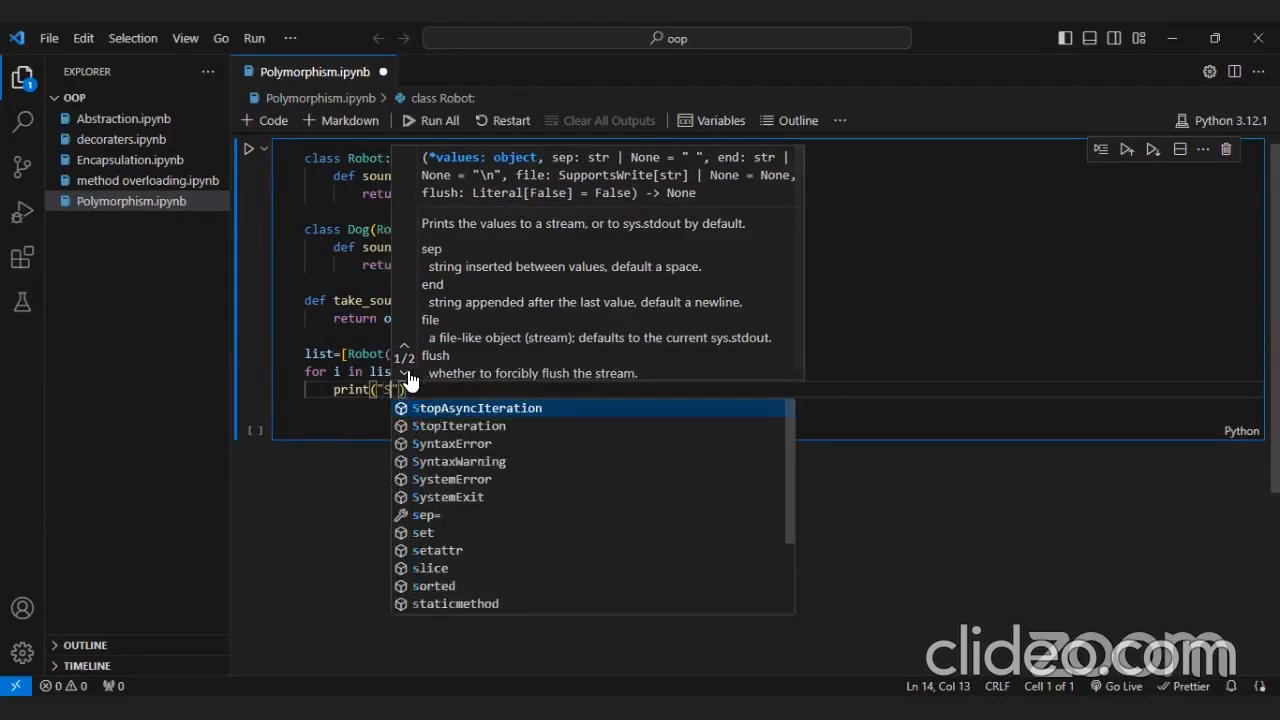 File Edit Selection View Go Run ··· oop
EXPLORER ···
Polymorphism.ipynb
OOP
Polymorphism.ipynb > class Robot:
Abstraction.ipynb
decoraters.ipynb
Encapsulation.ipynb
method overloading.ipynb
Polymorphism.ipynb
+ Code + Markdown Run All Restart Clear All Outputs Variables Outline ··· Python 3.12.1
class Robot:
def soun
retu
class Dog(Ro
def soun
retu
def take_sou
return o
list=[Robot(
for i in lis
print("S")
(*values: object, sep: str | None = " ", end: str |
None = "\n", file: SupportsWrite[str] | None = None,
flush: Literal[False] = False) -> None
Prints the values to a stream, or to sys.stdout by default.
sep
string inserted between values, default a space.
end
string appended after the last value, default a newline.
file
a file-like object (stream); defaults to the current sys.stdout.
1/2
flush
whether to forcibly flush the stream.
StopAsyncIteration
StopIteration
SyntaxError
SyntaxWarning
SystemError
SystemExit
sep=
set
setattr
slice
sorted
staticmethod
[ ] Python
OUTLINE
TIMELINE
clideo.com
zoom
0 0 0 Ln 14, Col 13 CRLF Cell 1 of 1 Go Live Prettier